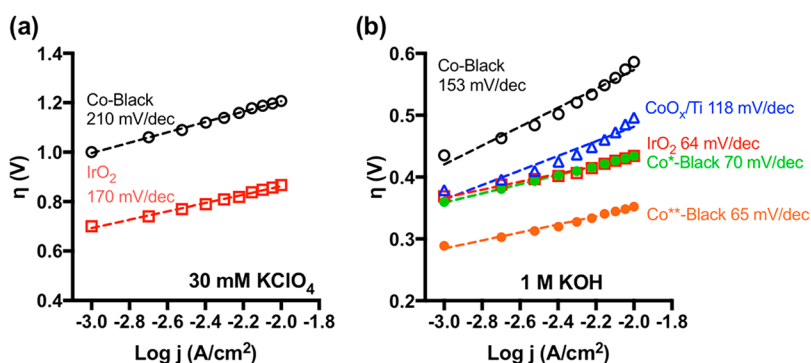 (a)
η (V)
1.4
1.2
1.0
0.8
0.6
0.4
Co-Black
210 mV/dec
IrO₂
170 mV/dec
30 mM KClO₄
-3.0 -2.8 -2.6 -2.4 -2.2 -2.0 -1.8
Log j (A/cm²)
(b)
η (V)
0.6
0.5
0.4
0.3
0.2
Co-Black
153 mV/dec
CoOₓ/Ti 118 mV/dec
IrO₂ 64 mV/dec
Co*-Black 70 mV/dec
Co**-Black 65 mV/dec
1 M KOH
-3.0 -2.8 -2.6 -2.4 -2.2 -2.0 -1.8
Log j (A/cm²)